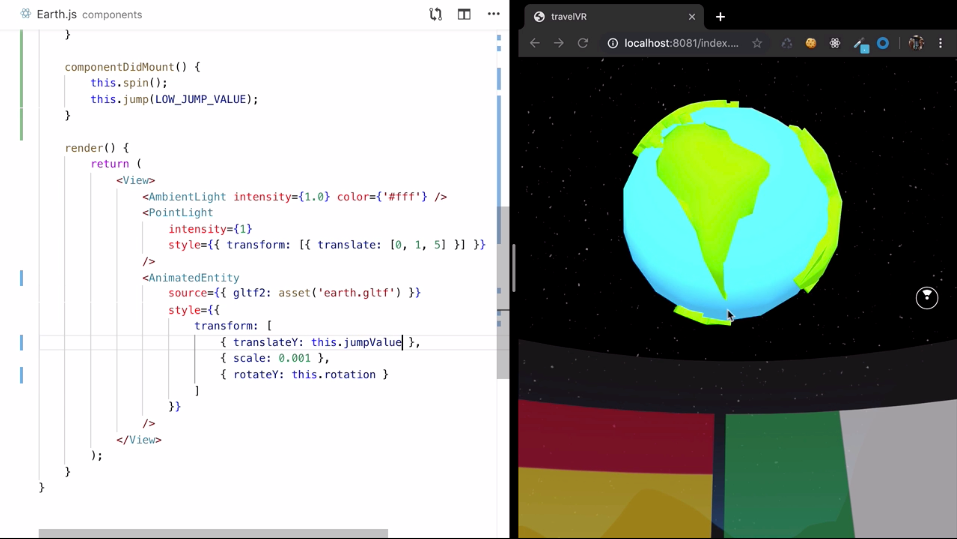 Earth.js components
}
componentDidMount() {
this.spin();
this.jump(LOW_JUMP_VALUE);
}
render() {
return (
<View>
<AmbientLight intensity={1.0} color={'#fff'} />
<PointLight
intensity={1}
style={{ transform: [{ translate: [0, 1, 5] }] }}
/>
<AnimatedEntity
source={{ gltf2: asset('earth.gltf') }}
style={{
transform: [
{ translateY: this.jumpValue },
{ scale: 0.001 },
{ rotateY: this.rotation }
]
}}
/>
</View>
);
}
}
travelVR
localhost:8081/index....